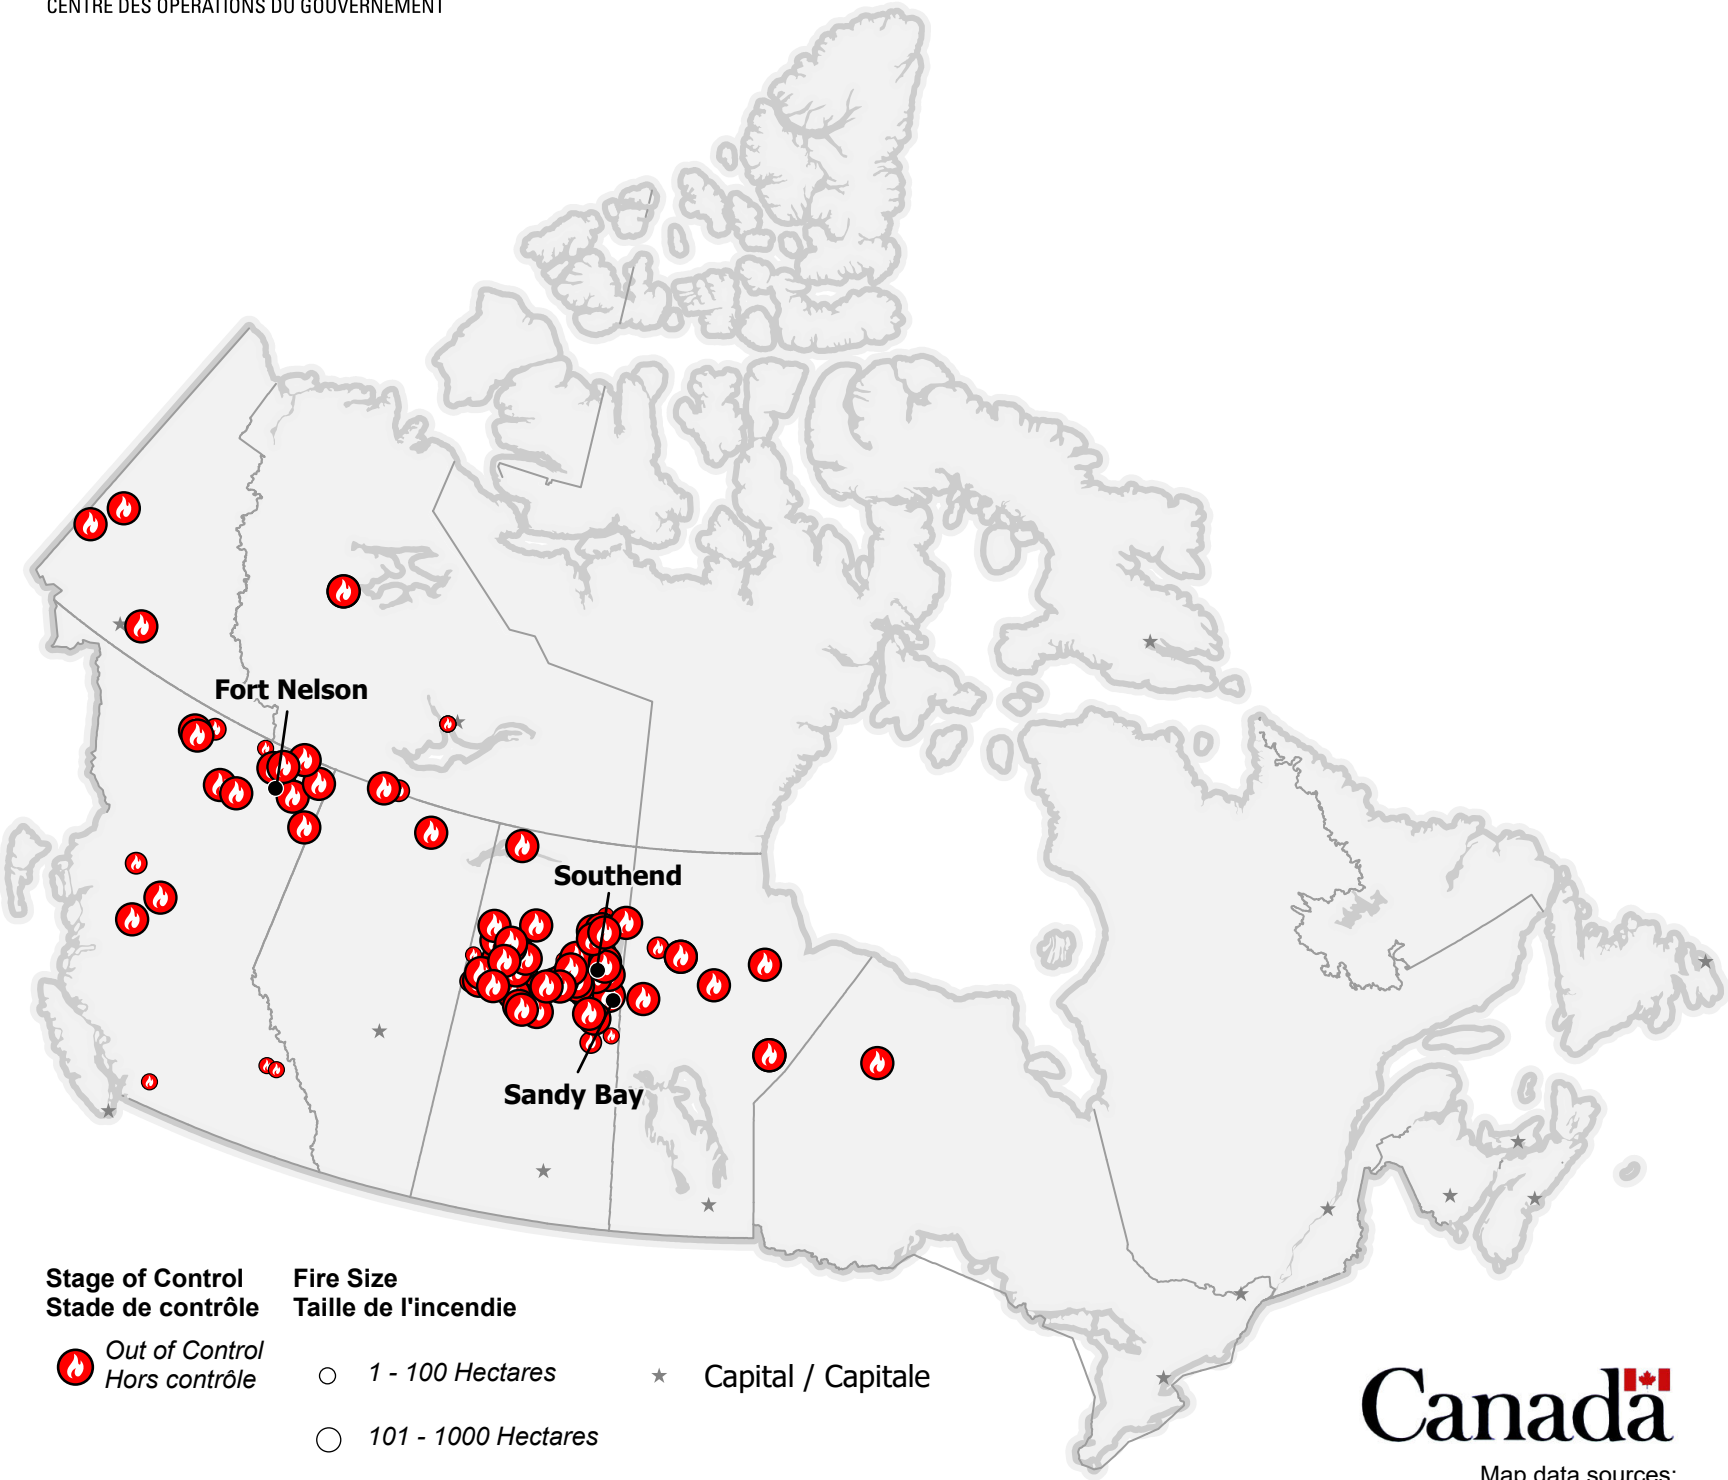 CENTRE DES OPÉRATIONS DU GOUVERNEMENT
Fort Nelson
Southend
Sandy Bay
Stage of Control
Stade de contrôle
Out of Control
Hors contrôle
Fire Size
Taille de l'incendie
1 - 100 Hectares
101 - 1000 Hectares
Capital / Capitale
Canada
Map data sources: